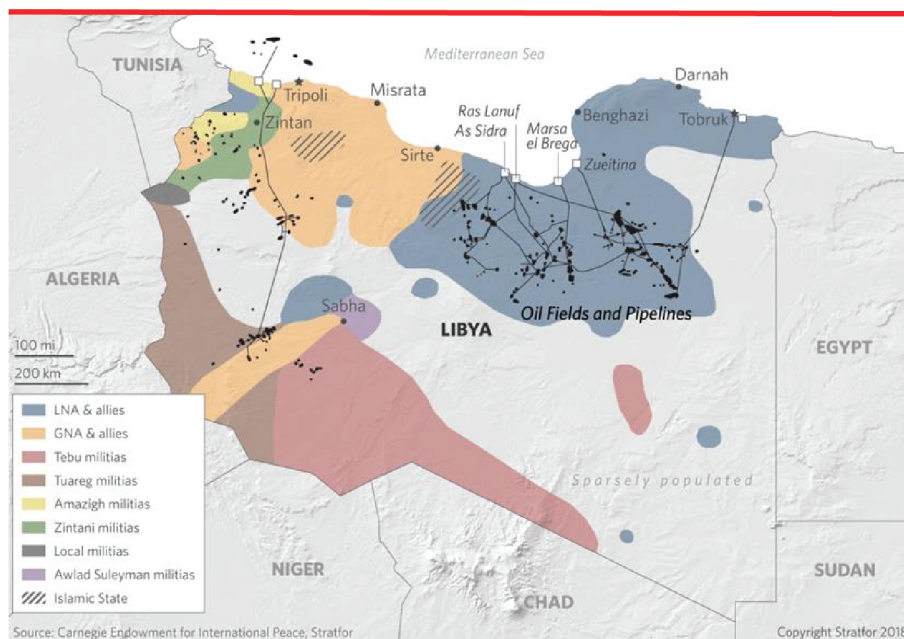 Mediterranean Sea
TUNISIA
Tripoli
Misrata
Zintan
Sirte
Ras Lanuf
As Sidra
Marsa
el Brega
Darnah
Benghazi
Tobruk
Zueitina
ALGERIA
Sabha
LIBYA
Oil Fields and Pipelines
EGYPT
100 mi
200 km
LNA & allies
GNA & allies
Tebu militias
Tuareg militias
Amazigh militias
Zintani militias
Local militias
Awlad Suleyman militias
Islamic State
Sparsely populated
NIGER
CHAD
SUDAN
Source: Carnegie Endowment for International Peace, Stratfor
Copyright Stratfor 2018